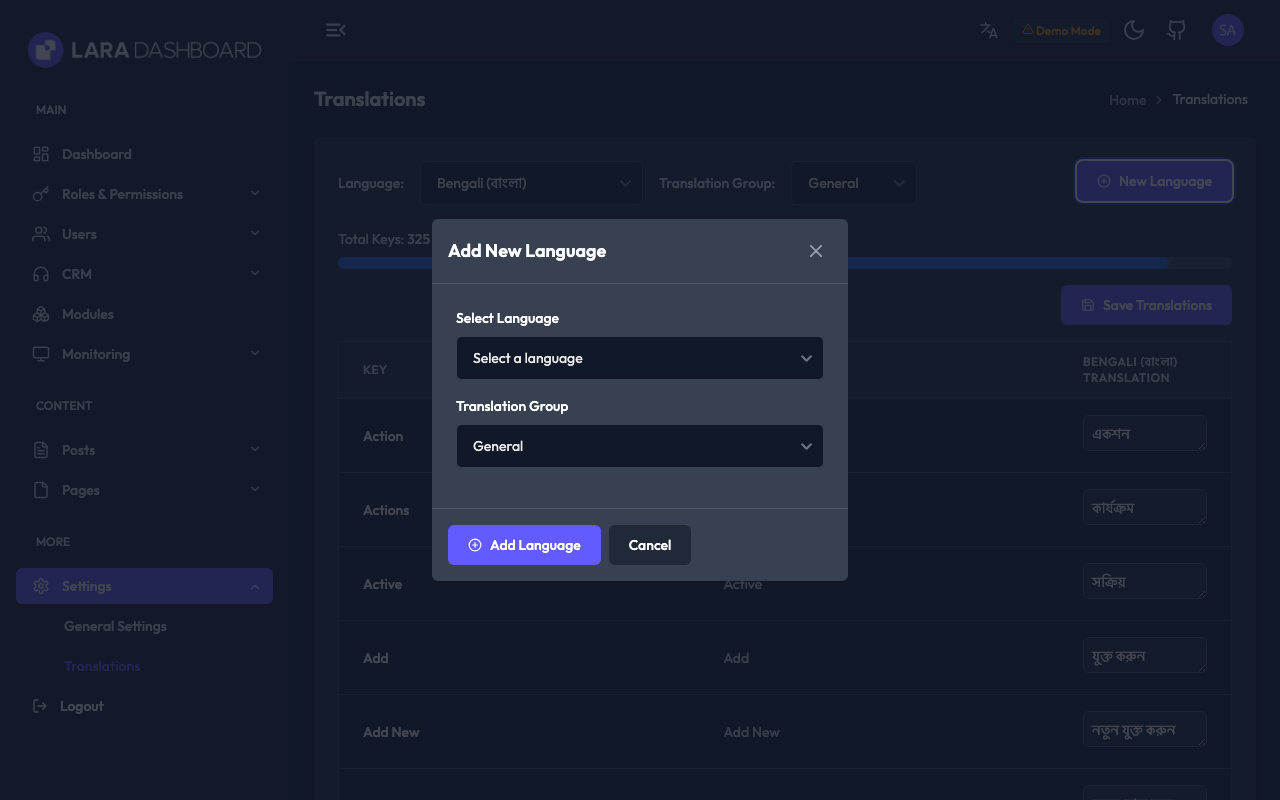 LARA DASHBOARD
Demo Mode
SA
MAIN
Dashboard
Roles & Permissions
Users
CRM
Modules
Monitoring
CONTENT
Posts
Pages
MORE
Settings
General Settings
Translations
Logout
Translations
Home > Translations
Language: Bengali (বাংলা) Translation Group: General New Language
Total Keys: 325
Save Translations
Add New Language
Select Language
Select a language
Translation Group
General
Add Language Cancel
KEY BENGALI (বাংলা)
TRANSLATION
Action একশন
Actions কার্যক্রম
Active Active সক্রিয়
Add Add যুক্ত করুন
Add New Add New নতুন যুক্ত করুন